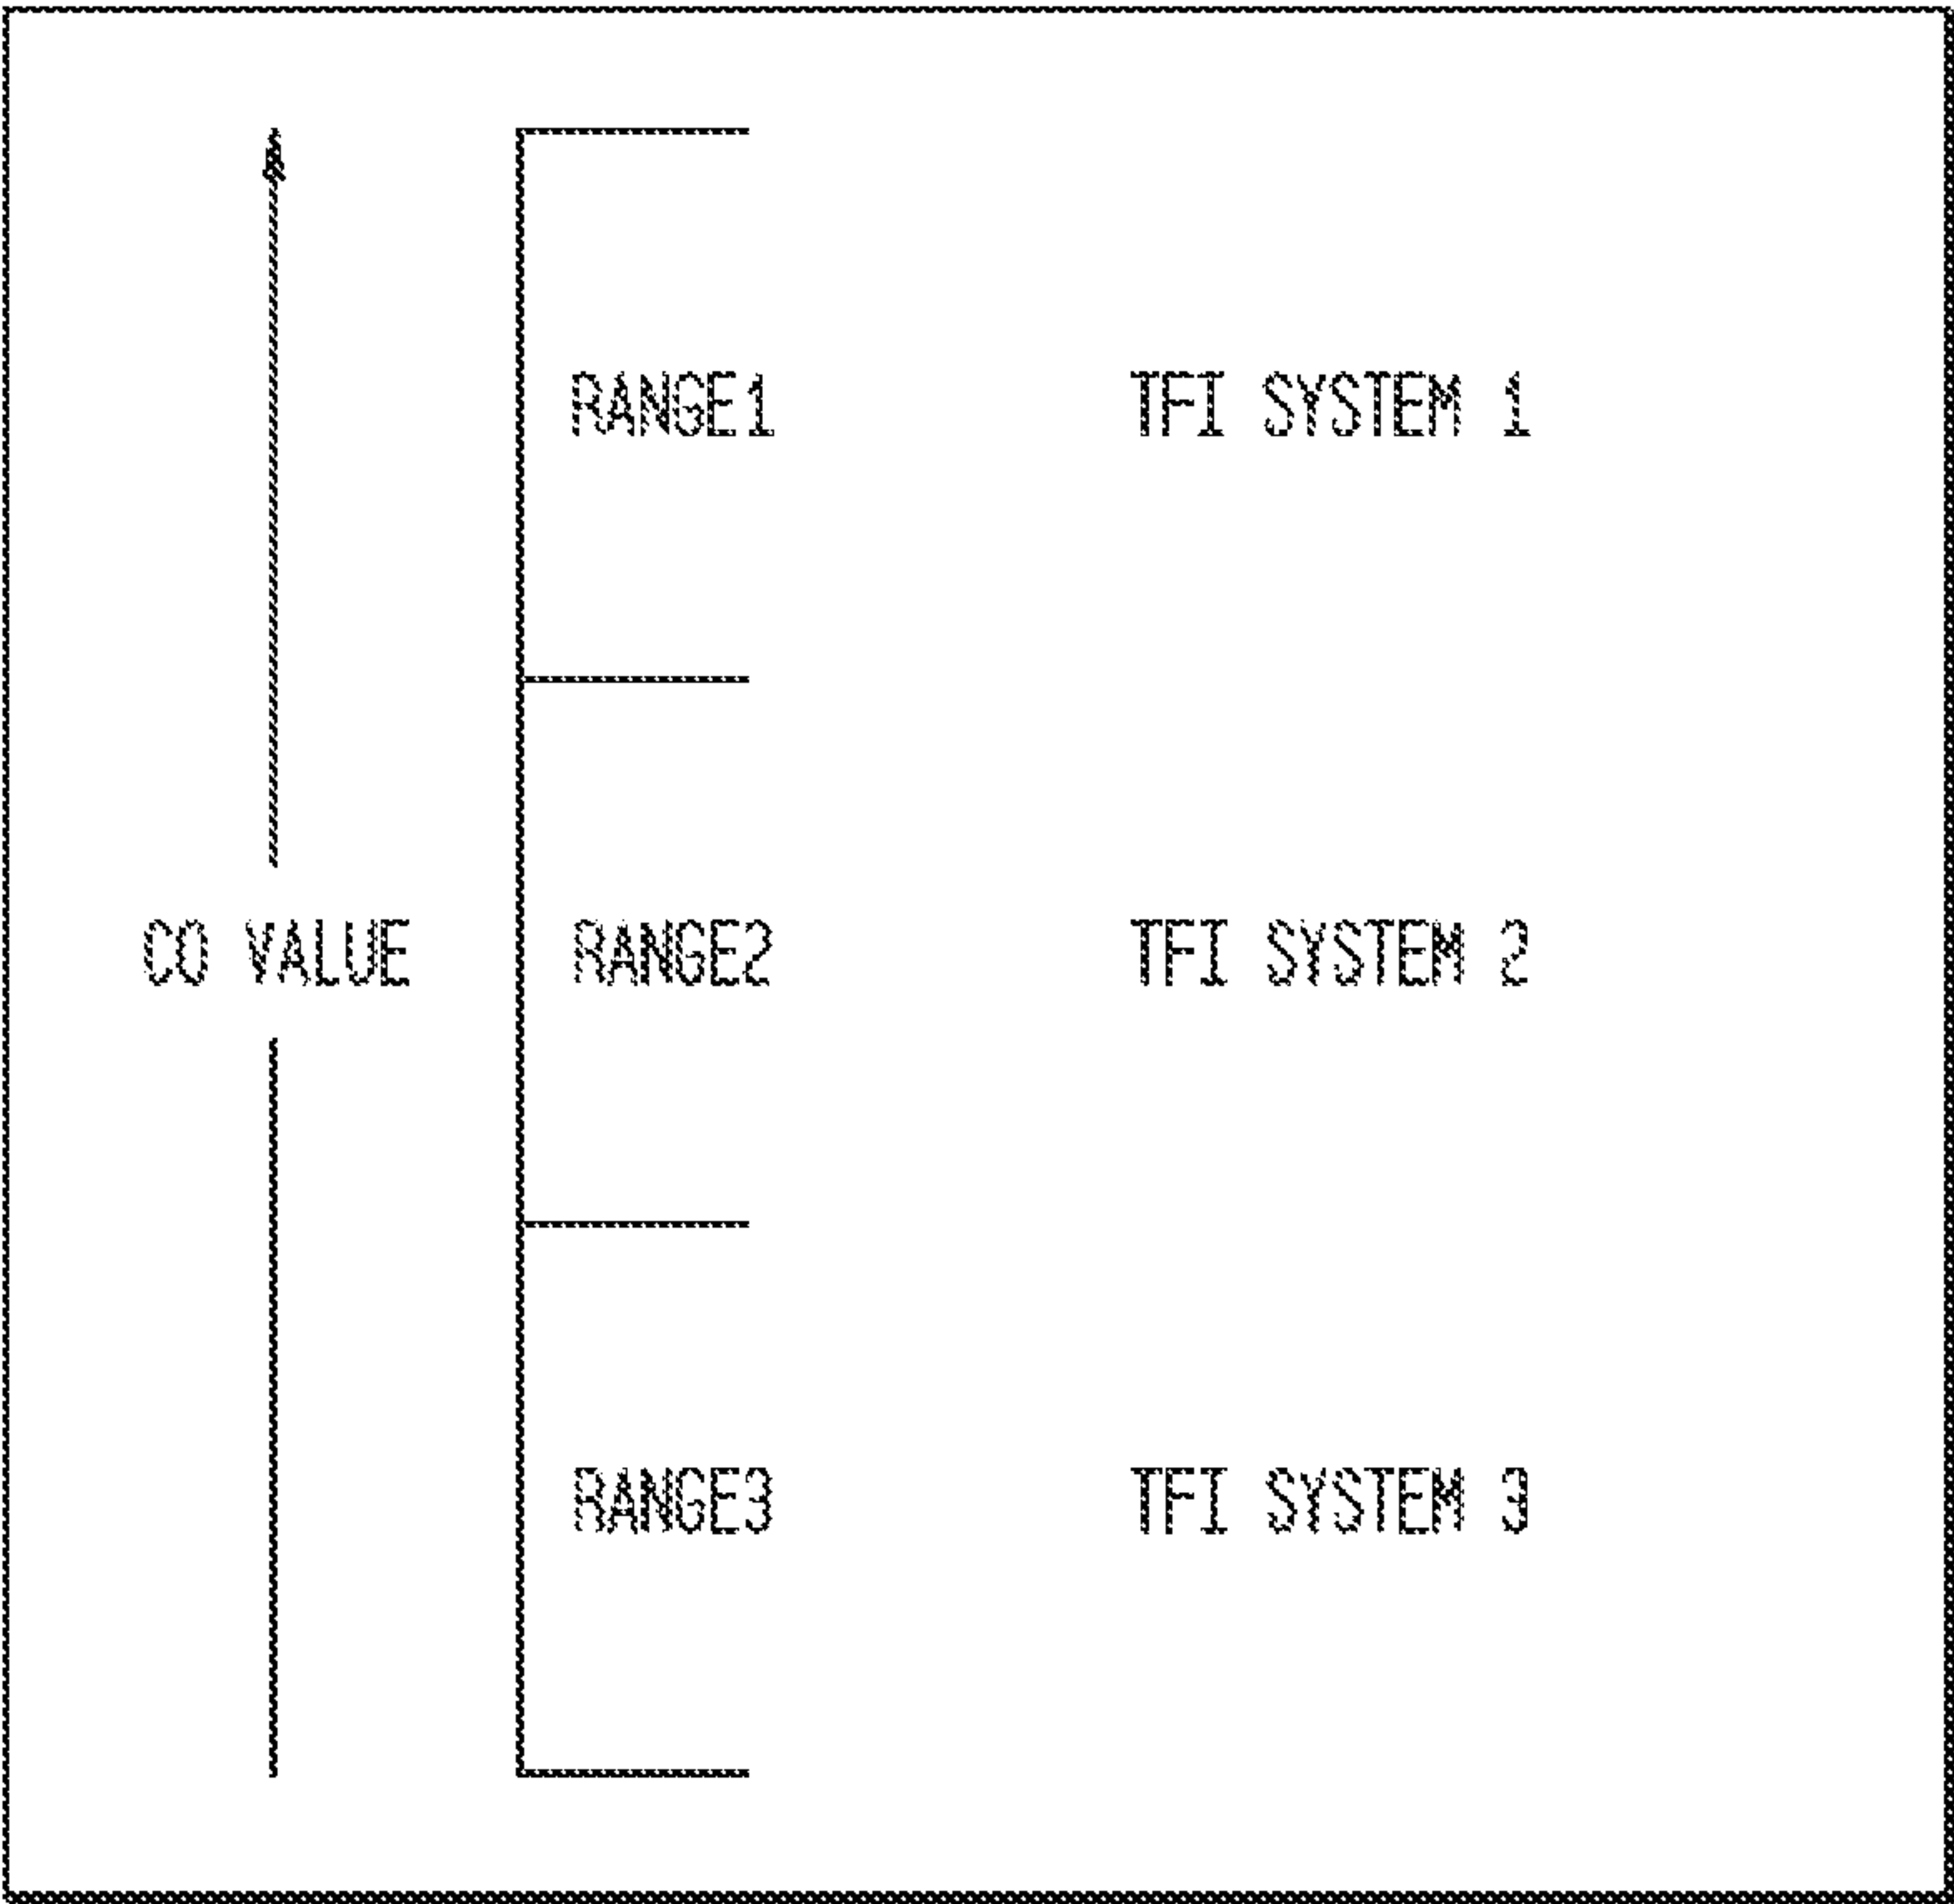 RANGE1 TFI SYSTEM 1
CO VALUE RANGE2 TFI SYSTEM 2
RANGE3 TFI SYSTEM 3